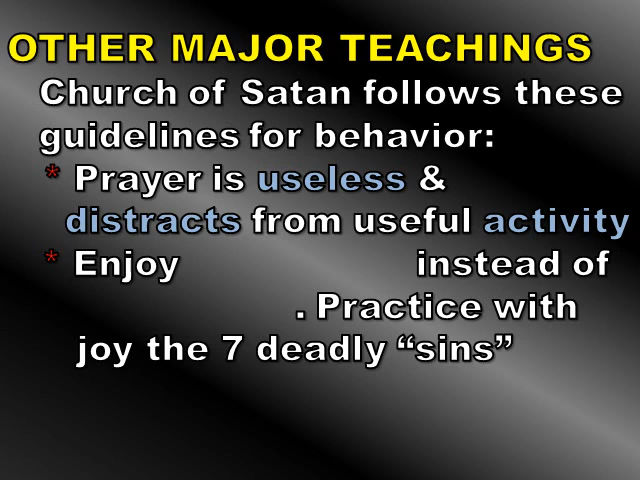 OTHER MAJOR TEACHINGS
Church of Satan follows these
guidelines for behavior:
* Prayer is useless &
distracts from useful activity
* Enjoy instead of
. Practice with
joy the 7 deadly “sins”